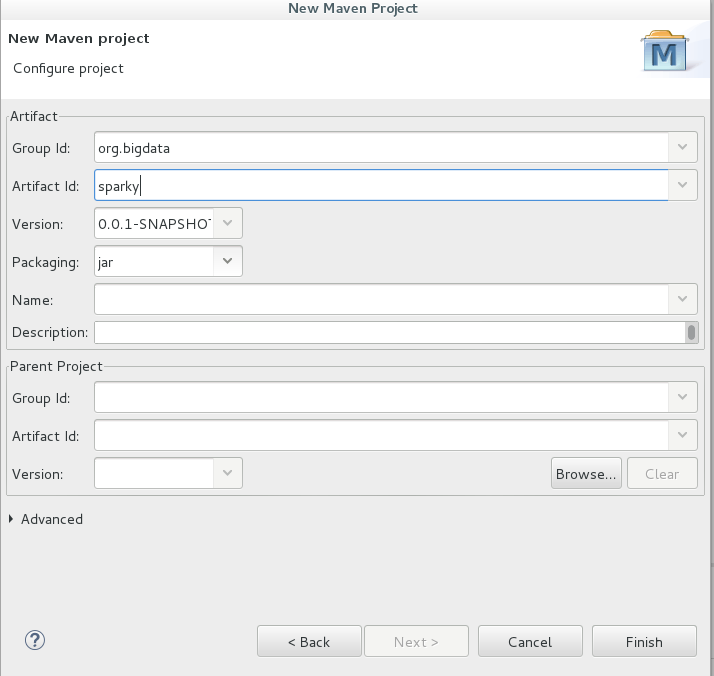 New Maven Project
New Maven project
Configure project
M
Artifact
Group Id: org.bigdata
Artifact Id: sparky
Version: 0.0.1-SNAPSHOT
Packaging: jar
Name:
Description:
Parent Project
Group Id:
Artifact Id:
Version: Browse... Clear
Advanced
? < Back Next > Cancel Finish